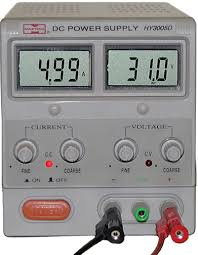 DC POWER SUPPLY HY3005D
4.99 A
31.0 V
CURRENT VOLTAGE
C.C C.V
FINE COARSE FINE COARSE
ON OFF